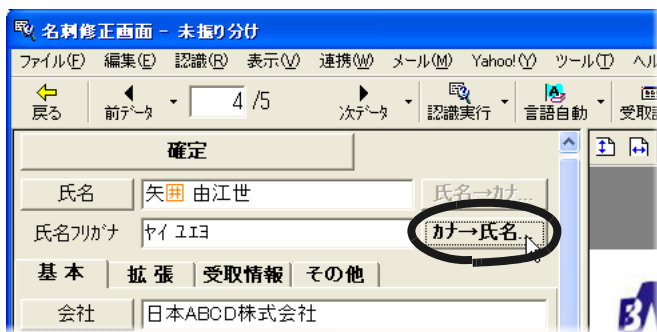 名刺修正画面 - 未振り分け
ファイル(F) 編集(E) 認識(R) 表示(V) 連携(W) メール(M) Yahoo!(Y) ツール(T)
戻る 前データ 4 /5 次データ 認識実行 言語自動
確定
氏名 矢囲 由江世 氏名→カナ...
氏名フリガナ ヤイ ユエヨ カナ→氏名...
基本 拡張 受取情報 その他
会社 日本ABCD株式会社